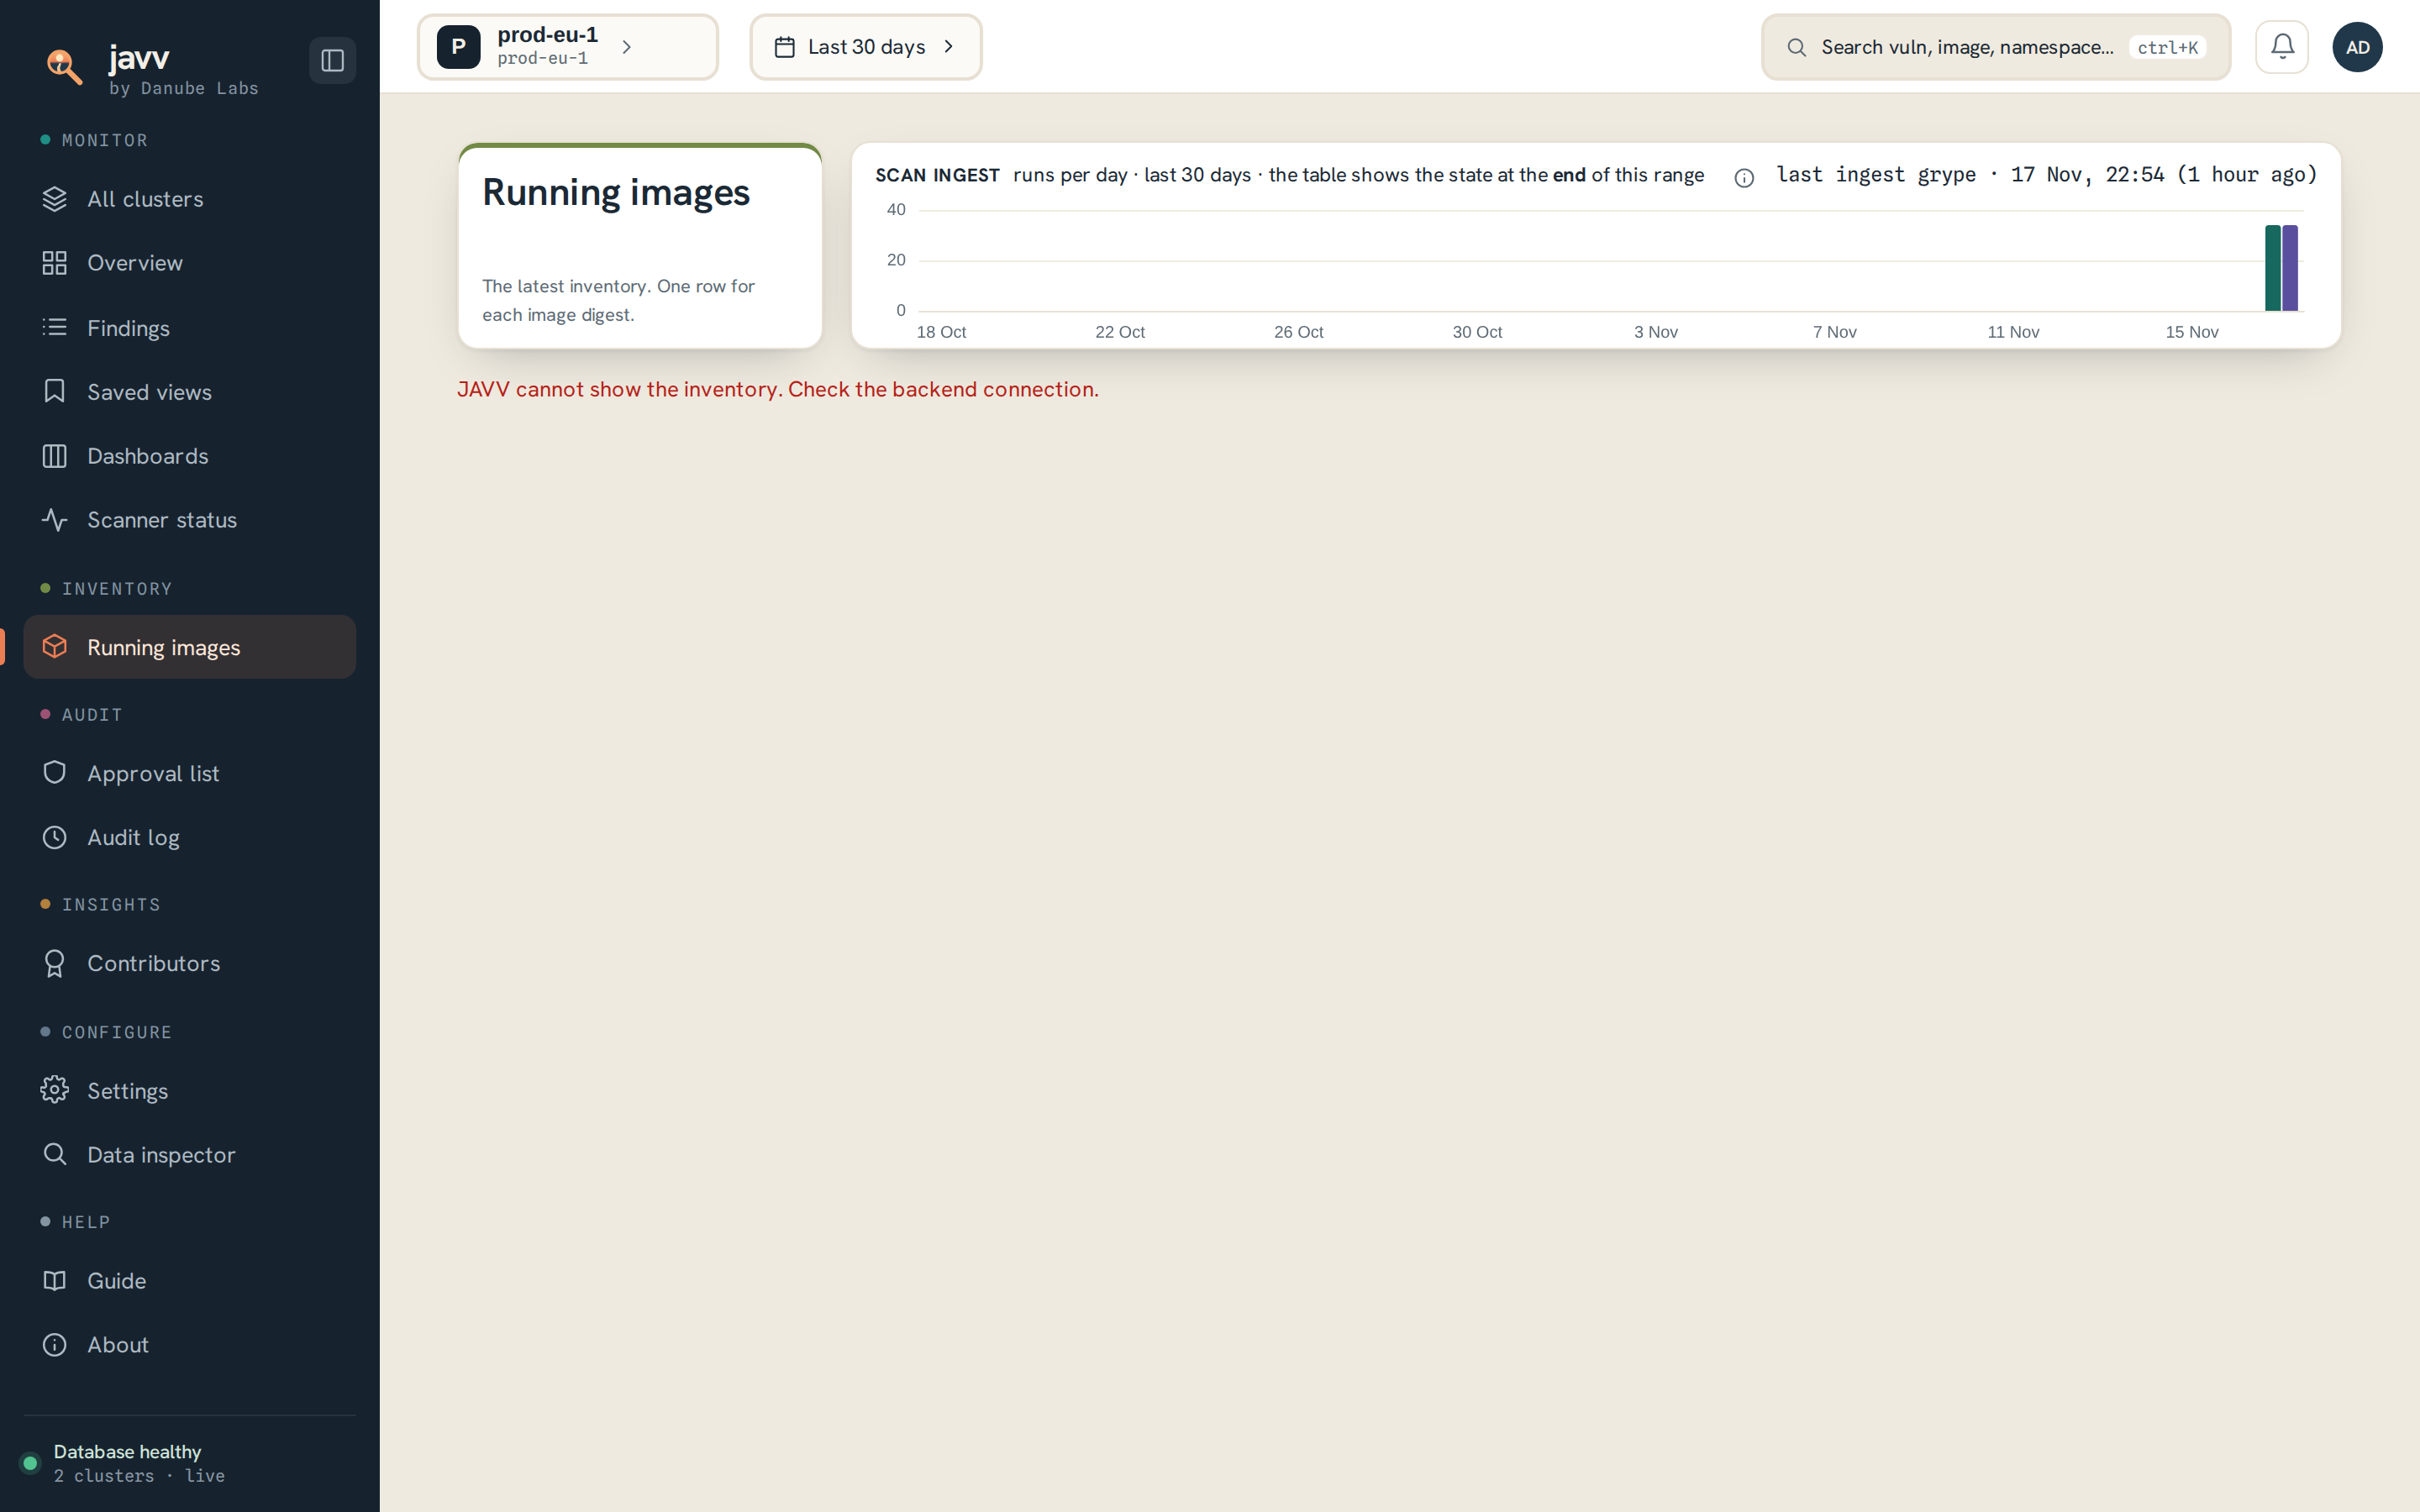 javv
by Danube Labs
MONITOR
All clusters
Overview
Findings
Saved views
Dashboards
Scanner status
INVENTORY
Running images
AUDIT
Approval list
Audit log
INSIGHTS
Contributors
CONFIGURE
Settings
Data inspector
HELP
Guide
About
Database healthy
2 clusters · live
P
prod-eu-1
prod-eu-1
Last 30 days
Search vuln, image, namespace...
ctrl+K
AD
Running images
The latest inventory. One row for
each image digest.
SCAN INGEST runs per day · last 30 days · the table shows the state at the end of this range
last ingest grype · 17 Nov, 22:54 (1 hour ago)
40
20
0
18 Oct 22 Oct 26 Oct 30 Oct 3 Nov 7 Nov 11 Nov 15 Nov
JAVV cannot show the inventory. Check the backend connection.